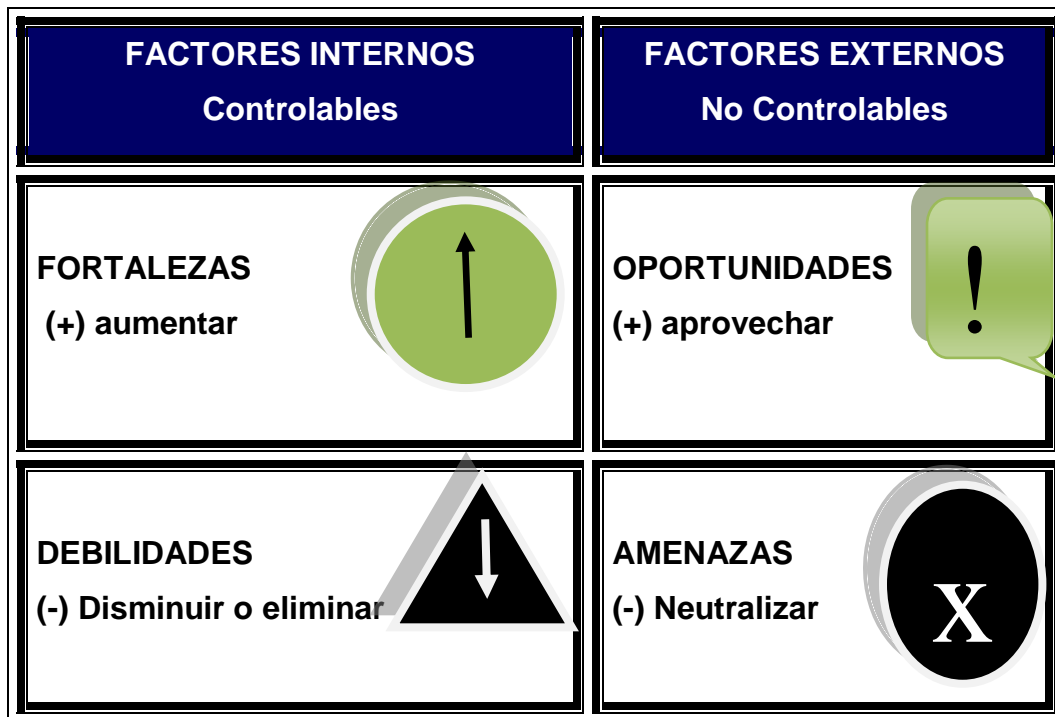 FACTORES INTERNOS
Controlables
FACTORES EXTERNOS
No Controlables
FORTALEZAS
(+) aumentar
OPORTUNIDADES
(+) aprovechar
!
DEBILIDADES
(-) Disminuir o eliminar
AMENAZAS
(-) Neutralizar
X